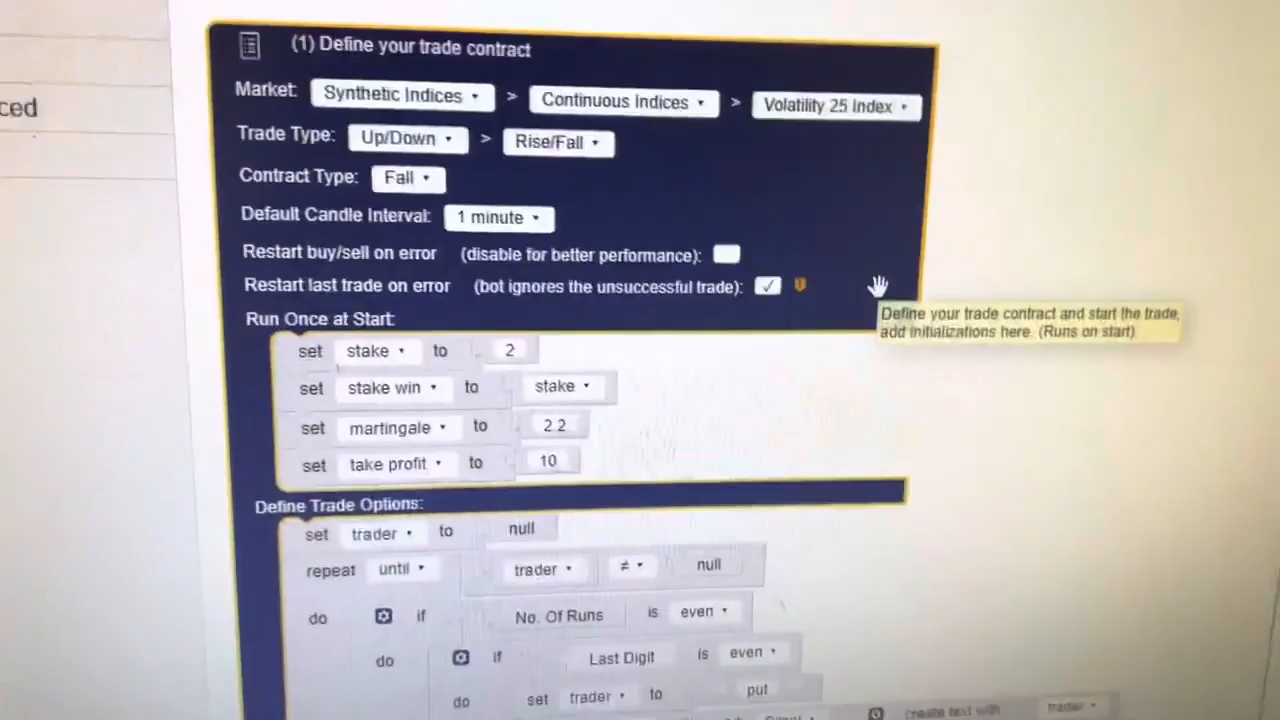 ced
(1) Define your trade contract
Market: Synthetic Indices > Continuous Indices > Volatility 25 Index
Trade Type: Up/Down > Rise/Fall
Contract Type: Fall
Default Candle Interval: 1 minute
Restart buy/sell on error (disable for better performance):
Restart last trade on error (bot ignores the unsuccessful trade):
Define your trade contract and start the trade,
add initializations here. (Runs on start)
Run Once at Start:
set stake to 2
set stake win to stake
set martingale to 2.2
set take profit to 10
Define Trade Options:
set trader to null
repeat until trader ≠ null
do if No. Of Runs is even
do if Last Digit is even
do set trader to put
create text with trader